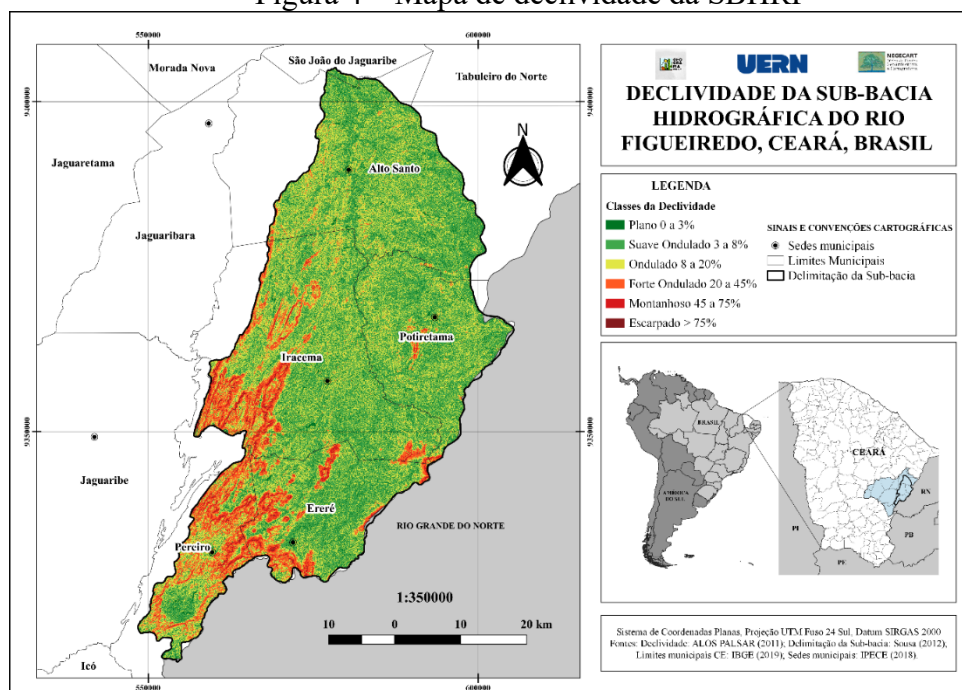 Figura 4 – Mapa de declividade da SBHRF
550000
600000
Morada Nova
São João do Jaguaribe
Tabuleiro do Norte
9400000
9400000
N
Jaguaretama
Alto Santo
Jaguaribara
Potiretama
Iracema
9350000
9350000
Jaguaribe
Ererê
RIO GRANDE DO NORTE
Pereiro
1:350000
10
0
10
20 km
Icó
550000
600000
UERN
DECLIVIDADE DA SUB-BACIA
HIDROGRÁFICA DO RIO
FIGUEIREDO, CEARÁ, BRASIL
LEGENDA
Classes da Declividade
Plano 0 a 3%
Suave Ondulado 3 a 8%
Ondulado 8 a 20%
Forte Ondulado 20 a 45%
Montanhoso 45 a 75%
Escarpado > 75%
SINAIS E CONVENÇÕES CARTOGRÁFICAS
Sedes municipais
Limites Municipais
Delimitação da Sub-bacia
BRASIL
AMÉRICA
DO SUL
CEARÁ
RN
PI
PB
PE
Sistema de Coordenadas Planas, Projeção UTM Fuso 24 Sul, Datum SIRGAS 2000
Fontes: Declividade: ALOS PALSAR (2011); Delimitação da Sub-bacia: Sousa (2012),
Limites municipais CE: IBGE (2019); Sedes municipais: IPECE (2018).